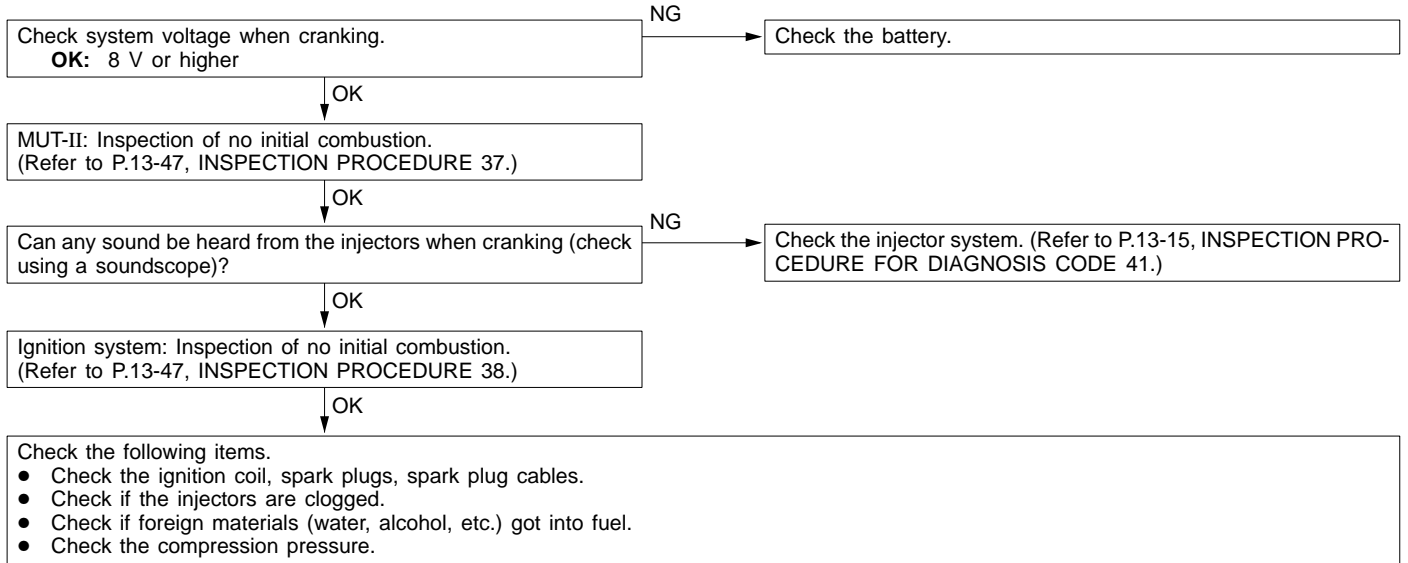 NG
Check system voltage when cranking.
OK: 8 V or higher
Check the battery.
OK
MUT-II: Inspection of no initial combustion.
(Refer to P.13-47, INSPECTION PROCEDURE 37.)
OK
NG
Can any sound be heard from the injectors when cranking (check
using a soundscope)?
Check the injector system. (Refer to P.13-15, INSPECTION PRO-
CEDURE FOR DIAGNOSIS CODE 41.)
OK
Ignition system: Inspection of no initial combustion.
(Refer to P.13-47, INSPECTION PROCEDURE 38.)
OK
Check the following items.
● Check the ignition coil, spark plugs, spark plug cables.
● Check if the injectors are clogged.
● Check if foreign materials (water, alcohol, etc.) got into fuel.
● Check the compression pressure.